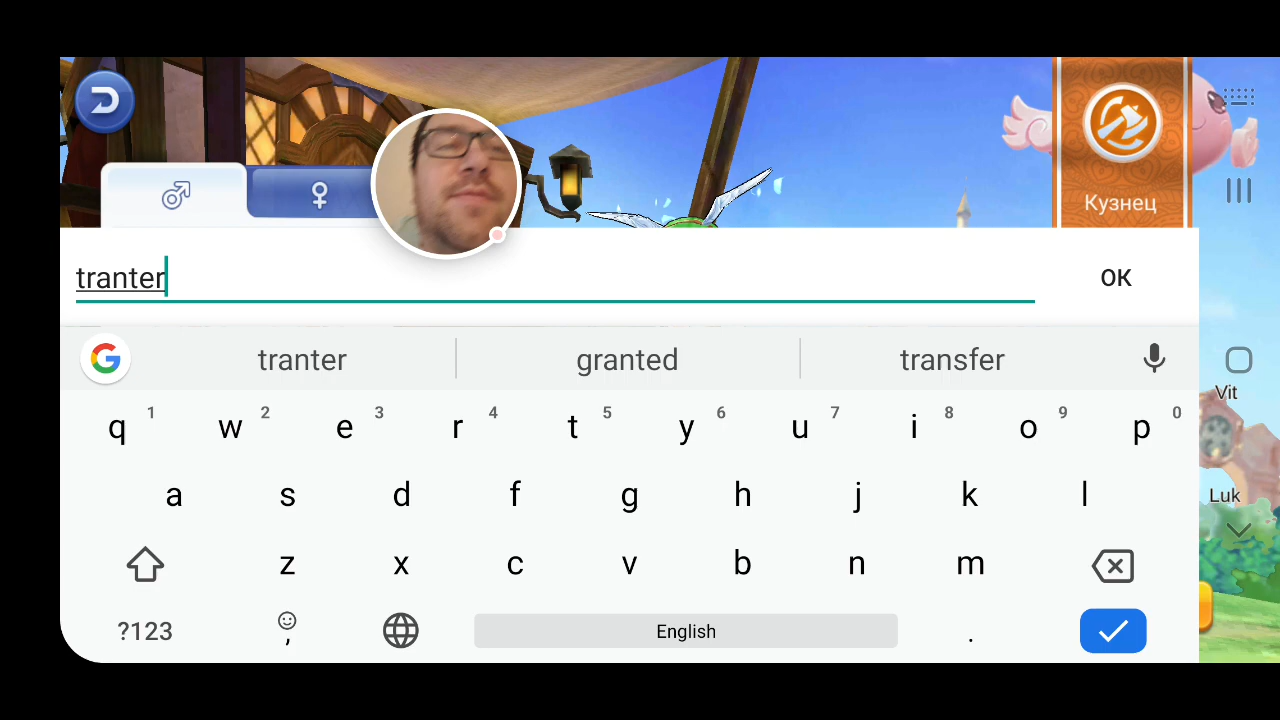 Кузнец
tranter
OK
tranter granted transfer
q 1 w 2 e 3 r 4 t 5 y 6 u 7 i 8 o 9 p 0
a s d f g h j k l
z x c v b n m
?123 , English .
Vit
Luk